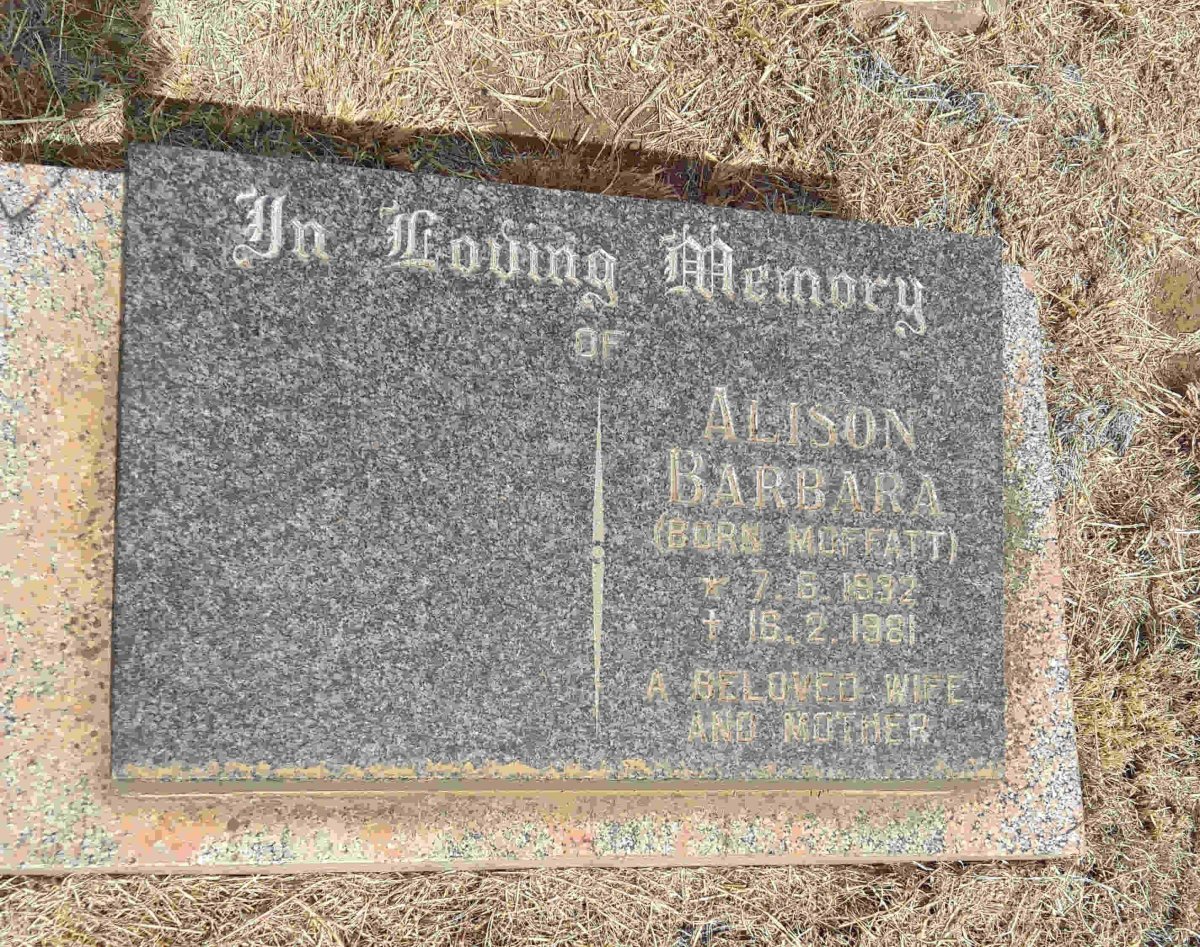 In Loving Memory
OF
ALISON
BARBARA
(BORN MOFFATT)
* 7.6.1932
† 16.2.1981
A BELOVED WIFE
AND MOTHER